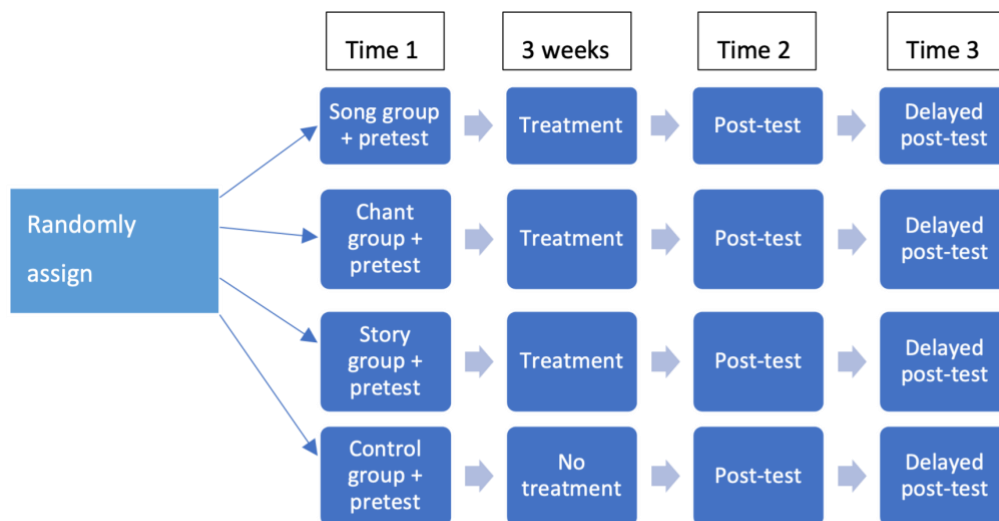 Time 1
3 weeks
Time 2
Time 3
Randomly
assign
Song group
+ pretest
Treatment
Post-test
Delayed
post-test
Chant
group +
pretest
Treatment
Post-test
Delayed
post-test
Story
group +
pretest
Treatment
Post-test
Delayed
post-test
Control
group +
pretest
No
treatment
Post-test
Delayed
post-test